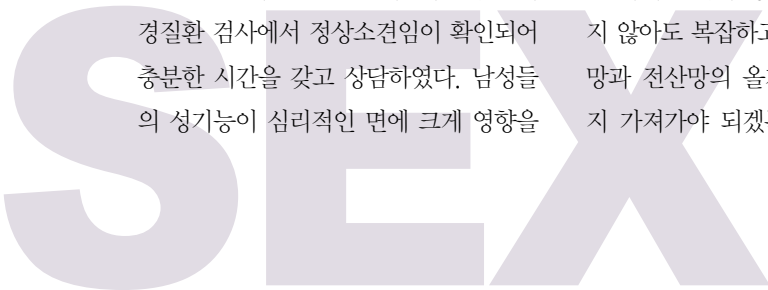 경질환 검사에서 정상소견임이 확인되어
충분한 시간을 갖고 상담하였다. 남성들
의 성기능이 심리적인 면에 크게 영향을
지 않아도 복잡하고
망과 전산망의
지 가져가야
SEX